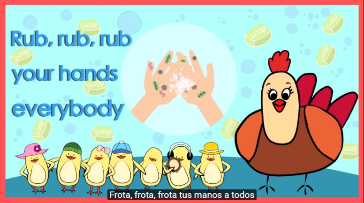 Rub, rub, rub
your hands
everybody
Frota, frota, frota tus manos a todos